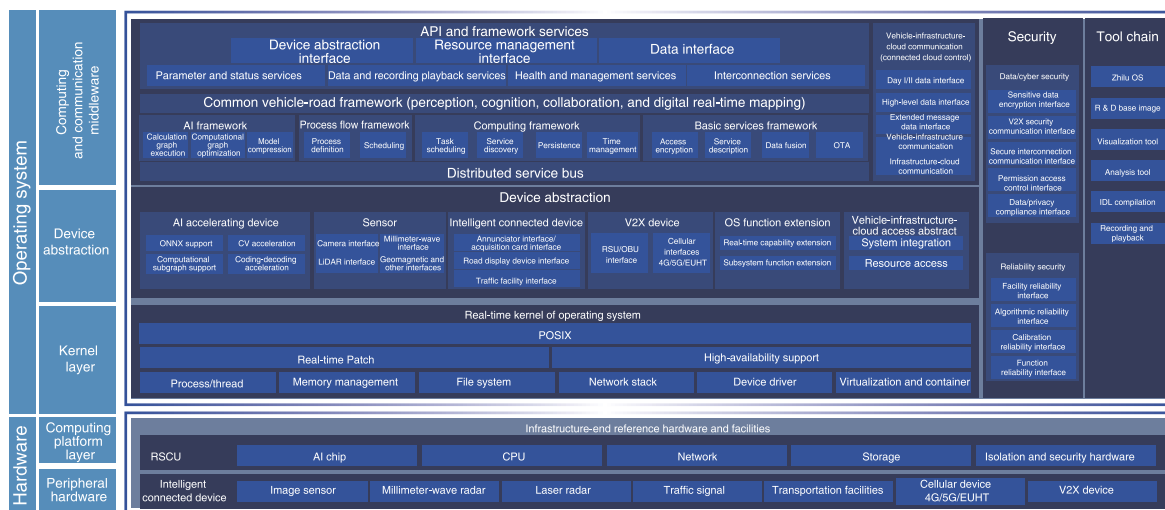 Operating system
Computing
and communication
middleware
API and framework services
Device abstraction
interface
Resource management
interface
Data interface
Parameter and status services
Data and recording playback services
Health and management services
Interconnection services
Common vehicle-road framework (perception, cognition, collaboration, and digital real-time mapping)
AI framework
Calculation
graph
execution
Computational
graph
optimization
Model
compression
Process flow framework
Process
definition
Scheduling
Computing framework
Task
scheduling
Service
discovery
Persistence
Time
management
Basic services framework
Access
encryption
Service
description
Data fusion
OTA
Distributed service bus
Vehicle-infrastructure-
cloud communication
(connected cloud control)
Day I/II data interface
High-level data interface
Extended message
data interface
Vehicle-infrastructure
communication
Infrastructure-cloud
communication
Device
abstraction
Device abstraction
AI accelerating device
ONNX support
CV acceleration
Computational
subgraph support
Coding-decoding
acceleration
Sensor
Camera interface
Millimeter-wave
interface
LiDAR interface
Geomagnetic and
other interfaces
Intelligent connected device
Annunciator interface/
acquisition card interface
Road display device interface
Traffic facility interface
V2X device
RSU/OBU
interface
Cellular
interfaces
4G/5G/EUHT
OS function extension
Real-time capability extension
Subsystem function extension
Vehicle-infrastructure-
cloud access abstract
System integration
Resource access
Kernel
layer
Real-time kernel of operating system
POSIX
Real-time Patch
High-availability support
Process/thread
Memory management
File system
Network stack
Device driver
Virtualization and container
Security
Data/cyber security
Sensitive data
encryption interface
V2X security
communication interface
Secure interconnection
communication interface
Permission access
control interface
Data/privacy
compliance interface
Reliability security
Facility reliability
interface
Algorithmic reliability
interface
Calibration
reliability interface
Function
reliability interface
Tool chain
Zhilu OS
R & D base image
Visualization tool
Analysis tool
IDL compilation
Recording and
playback
Hardware
Computing
platform
layer
Infrastructure-end reference hardware and facilities
RSCU
AI chip
CPU
Network
Storage
Isolation and security hardware
Peripheral
hardware
Intelligent
connected device
Image sensor
Millimeter-wave radar
Laser radar
Traffic signal
Transportation facilities
Cellular device
4G/5G/EUHT
V2X device